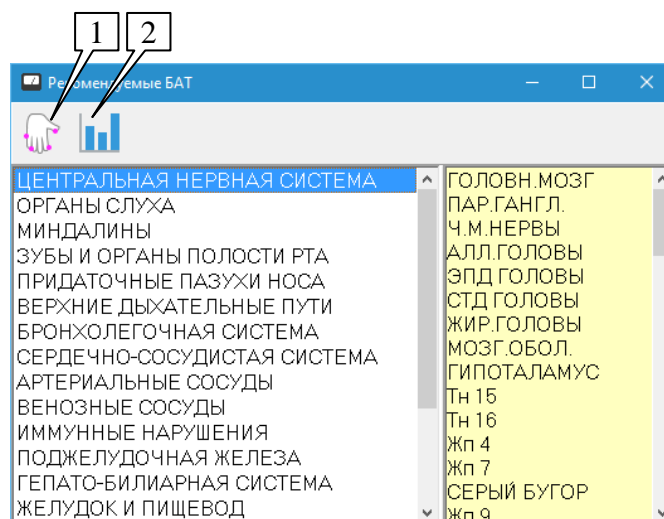 1 2
Рекомендуемые БАТ
ЦЕНТРАЛЬНАЯ НЕРВНАЯ СИСТЕМА
ОРГАНЫ СЛУХА
МИНДАЛИНЫ
ЗУБЫ И ОРГАНЫ ПОЛОСТИ РТА
ПРИДАТОЧНЫЕ ПАЗУХИ НОСА
ВЕРХНИЕ ДЫХАТЕЛЬНЫЕ ПУТИ
БРОНХОЛЕГОЧНАЯ СИСТЕМА
СЕРДЕЧНО-СОСУДИСТАЯ СИСТЕМА
АРТЕРИАЛЬНЫЕ СОСУДЫ
ВЕНОЗНЫЕ СОСУДЫ
ИММУННЫЕ НАРУШЕНИЯ
ПОДЖЕЛУДОЧНАЯ ЖЕЛЕЗА
ГЕПАТО-БИЛИАРНАЯ СИСТЕМА
ЖЕЛУДОК И ПИЩЕВОД
ГОЛОВН.МОЗГ
ПАР.ГАНГЛ.
Ч.М.НЕРВЫ
АЛЛ.ГОЛОВЫ
ЭПД ГОЛОВЫ
СТД ГОЛОВЫ
ЖИР.ГОЛОВЫ
МОЗГ.ОБОЛ.
ГИПОТАЛАМУС
Тн 15
Тн 16
Жп 4
Жп 7
СЕРЫЙ БУГОР
Жп 9